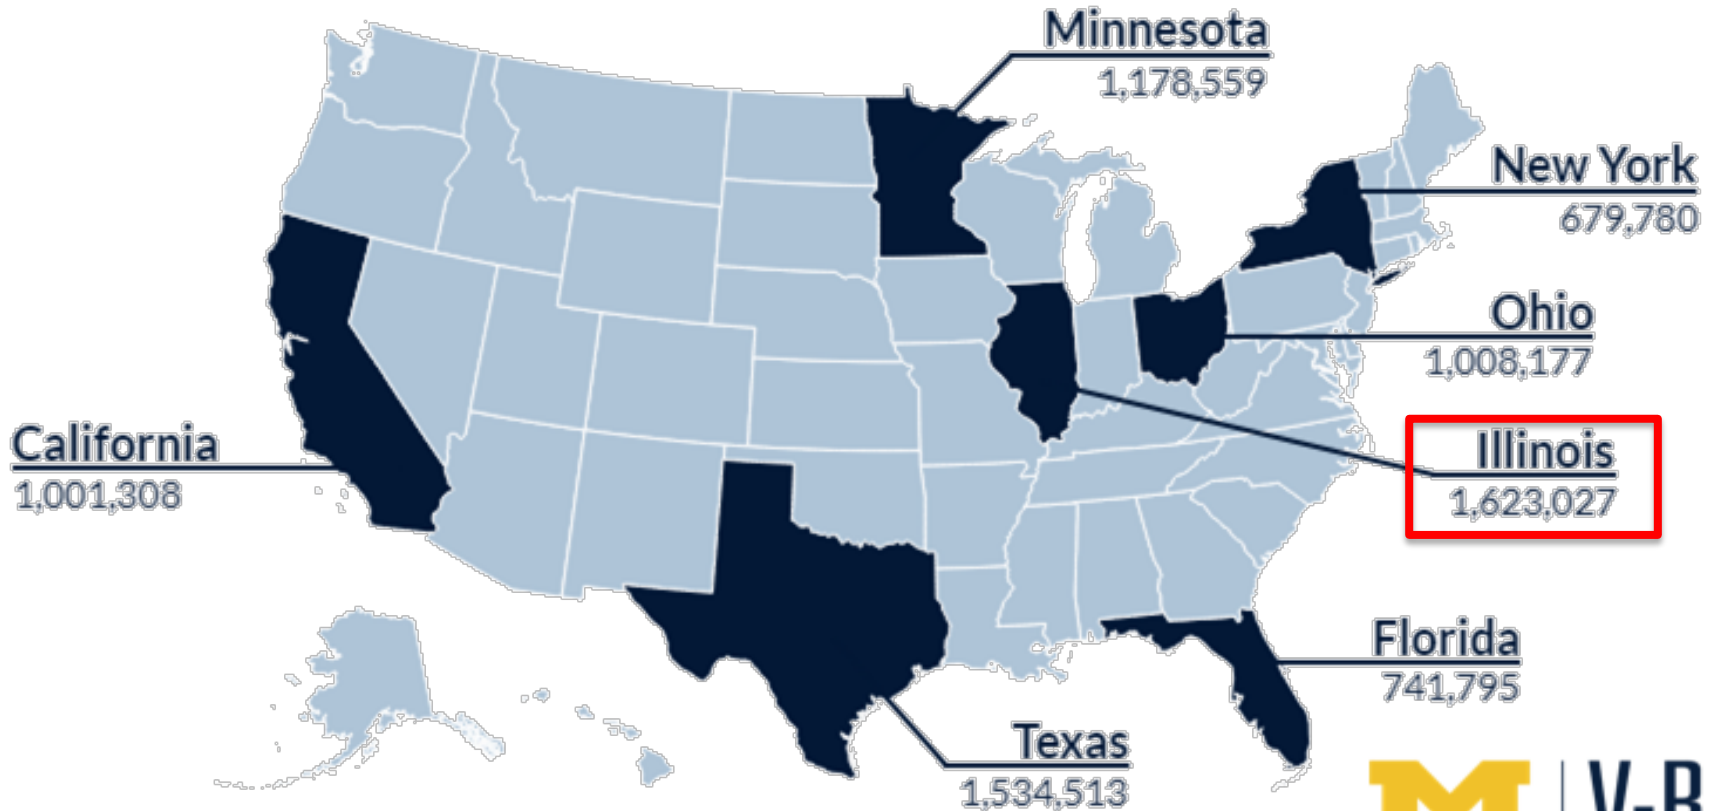 Minnesota
1,178,559
New York
679,780
Ohio
1,008,177
California
1,001,308
Illinois
1,623,027
Florida
741,795
Texas
1,534,513
M